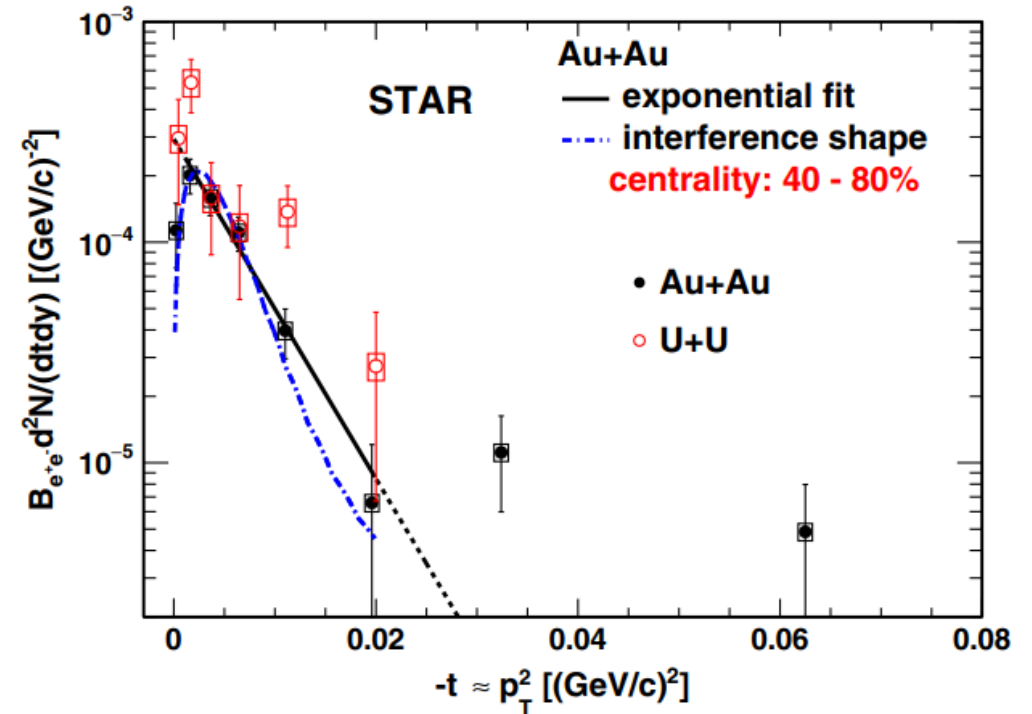 10⁻³
10⁻⁴
10⁻⁵
B_{e⁺e⁻}d²N/(dtdy) [(GeV/c)⁻²]
STAR
Au+Au
exponential fit
interference shape
centrality: 40 - 80%
Au+Au
U+U
0 0.02 0.04 0.06 0.08
-t ≈ p_T² [(GeV/c)²]